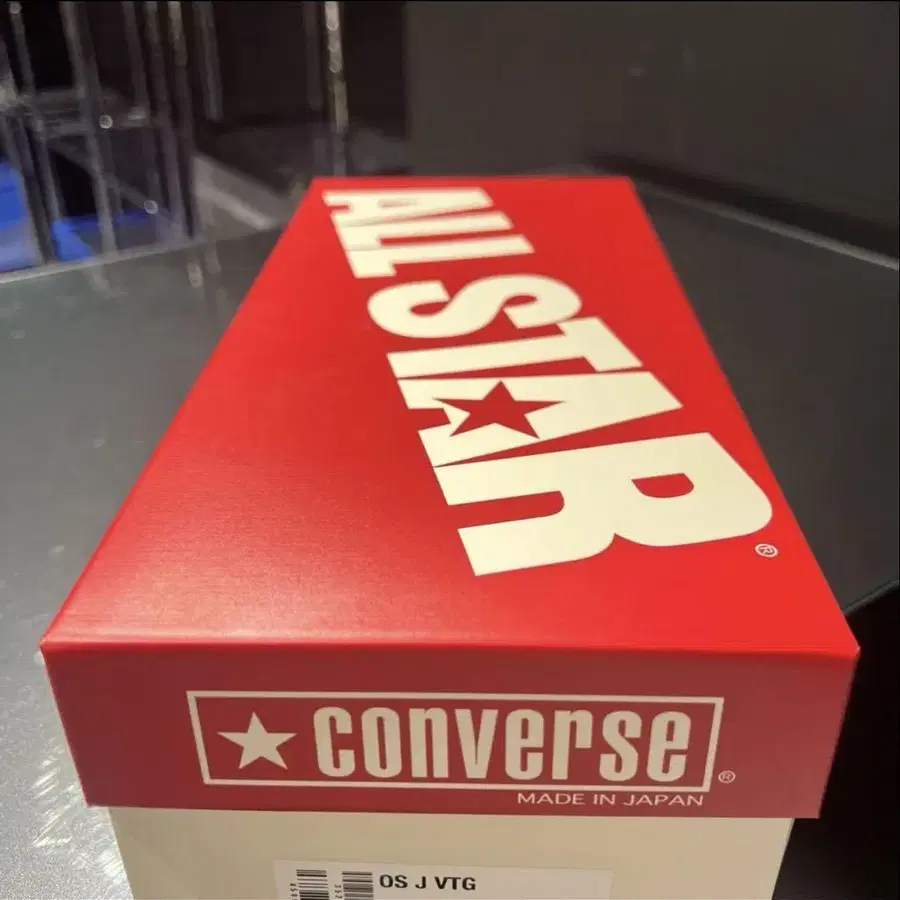 ALL STAR®
CONVERSE®
MADE IN JAPAN
OS J VTG